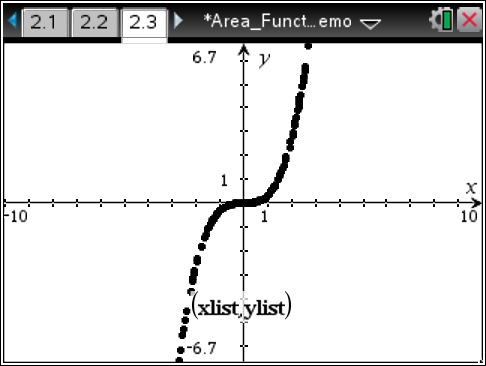 2.1 2.2 2.3 *Area_Funct…emo
6.7 y
1
x
-10 1 10
(xlist,ylist)
-6.7